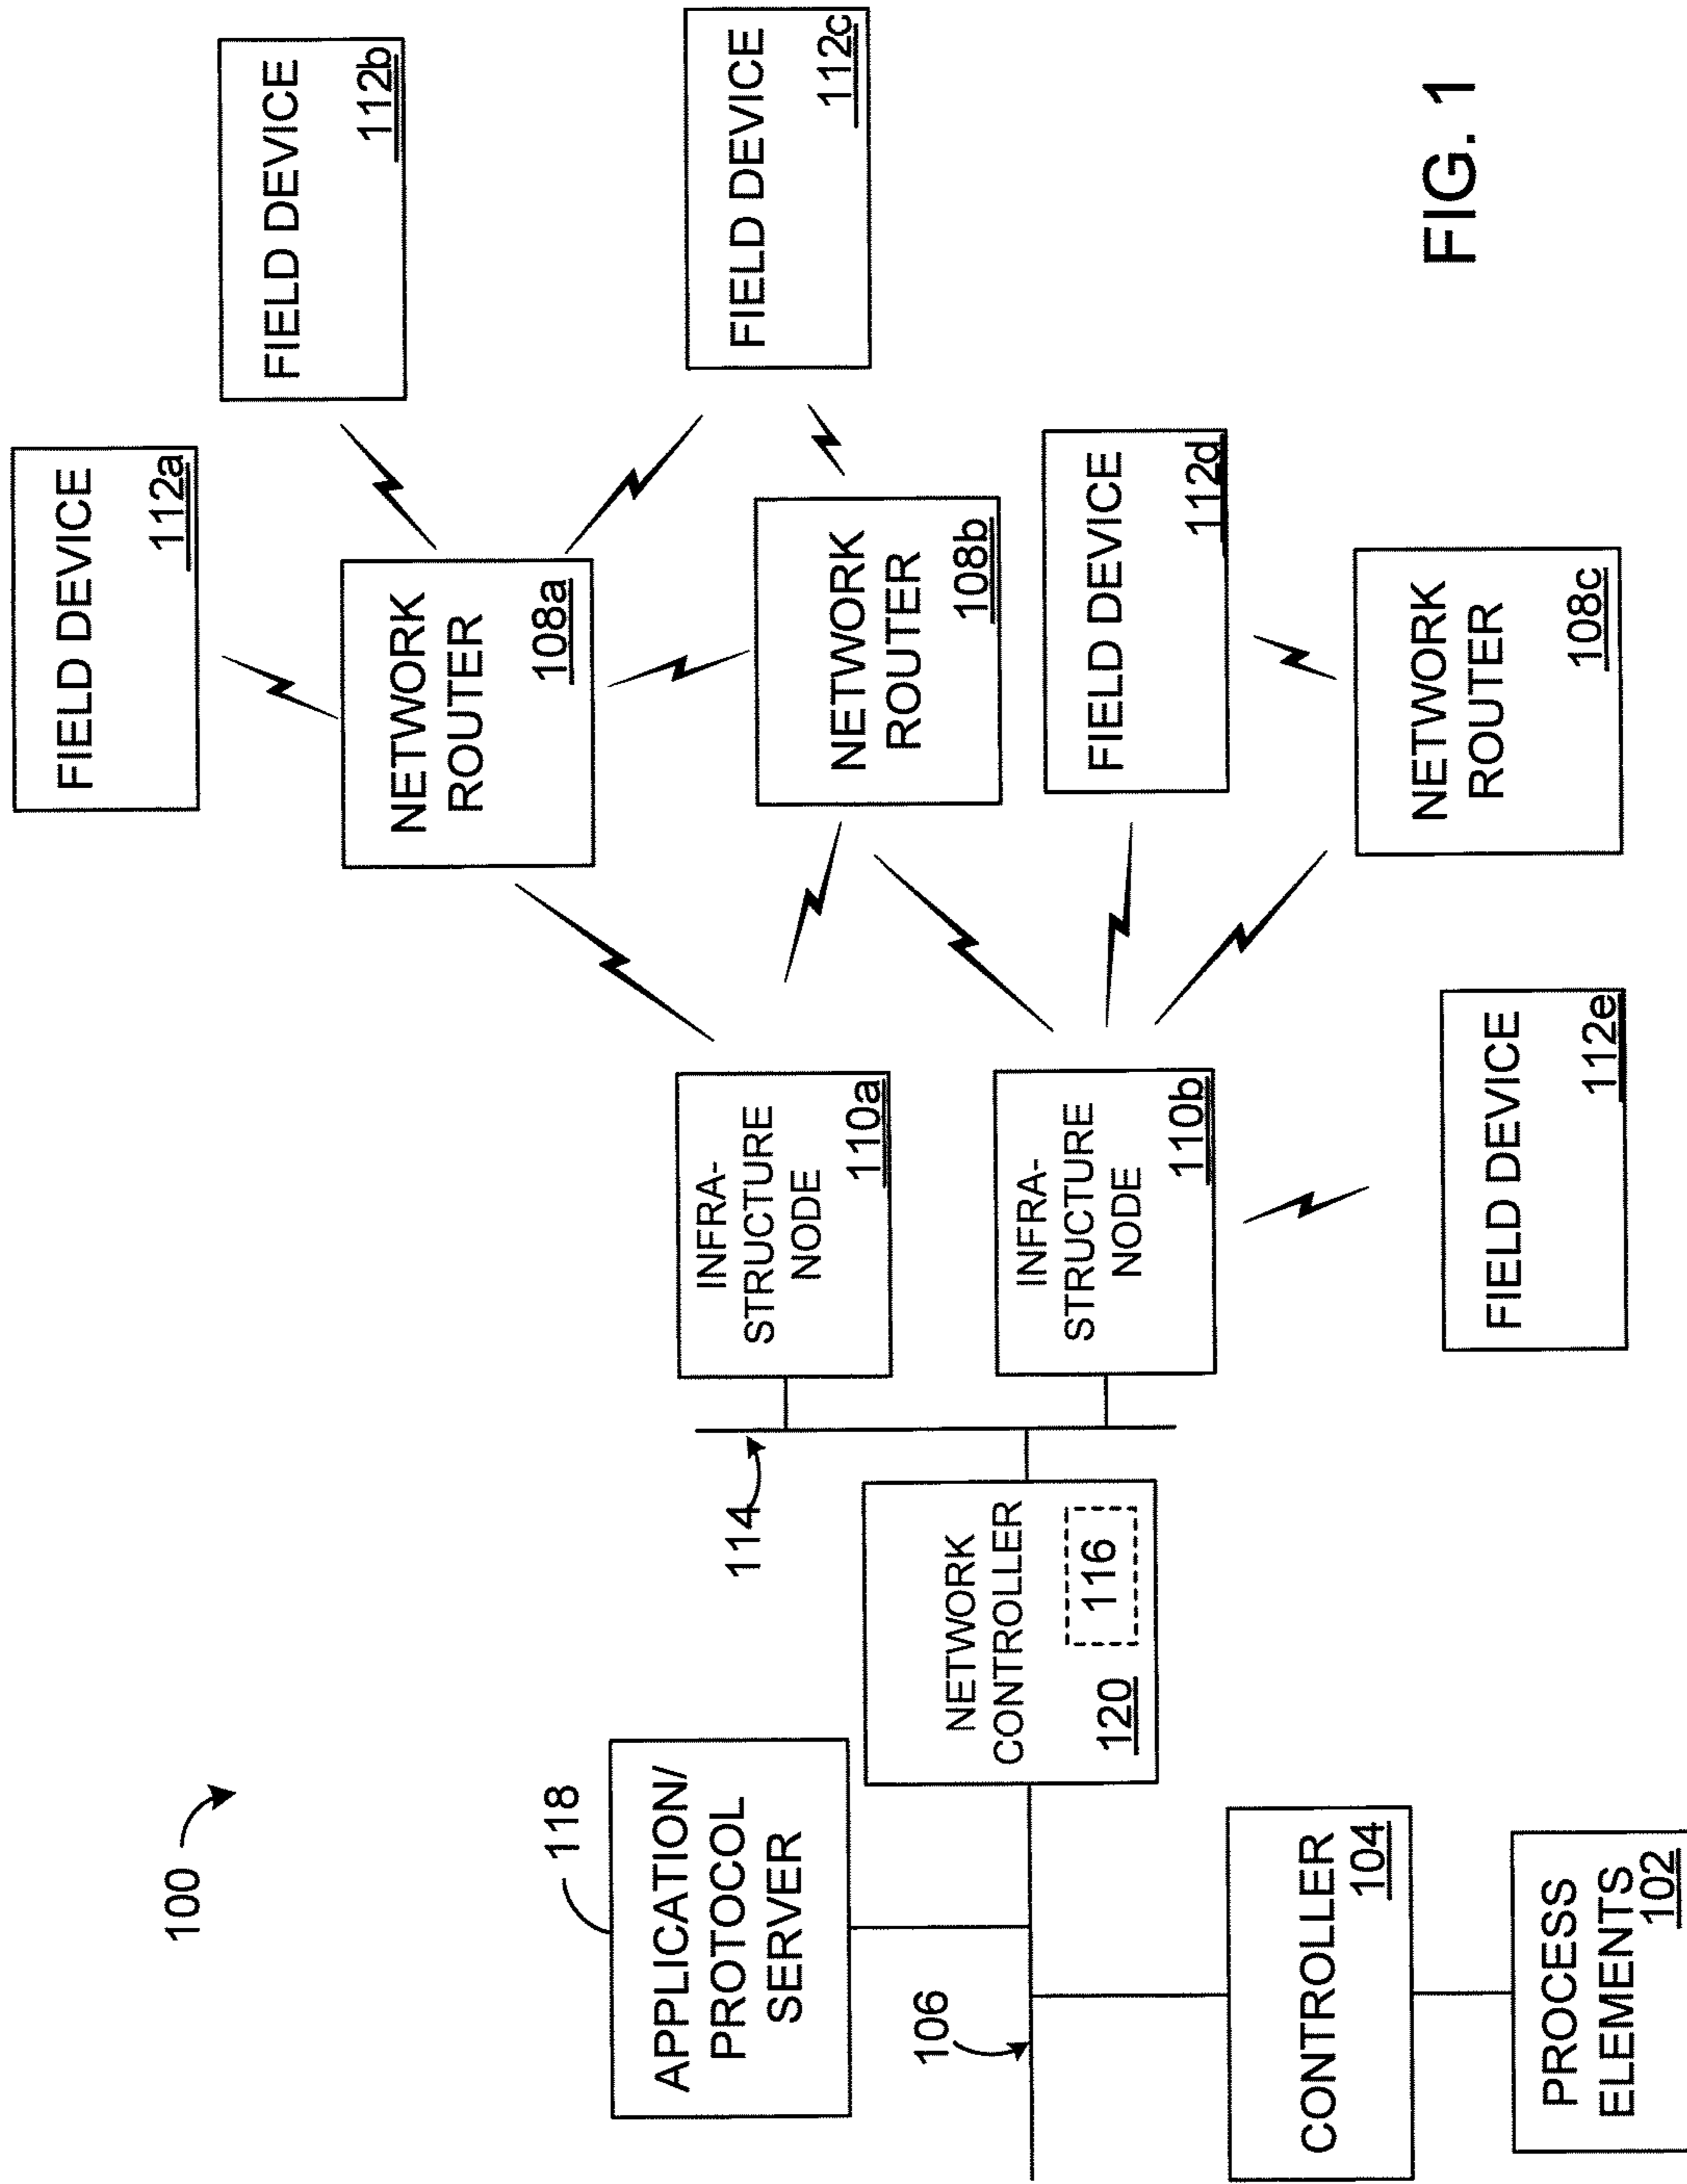 100
APPLICATION/
PROTOCOL
SERVER
118
106
CONTROLLER
104
PROCESS
ELEMENTS
102
NETWORK
CONTROLLER
120
116
114
INFRA-
STRUCTURE
NODE
110a
INFRA-
STRUCTURE
NODE
110b
FIELD DEVICE
112e
NETWORK
ROUTER
108a
NETWORK
ROUTER
108b
NETWORK
ROUTER
108c
FIELD DEVICE
112a
FIELD DEVICE
112b
FIELD DEVICE
112c
FIELD DEVICE
112d
FIG. 1